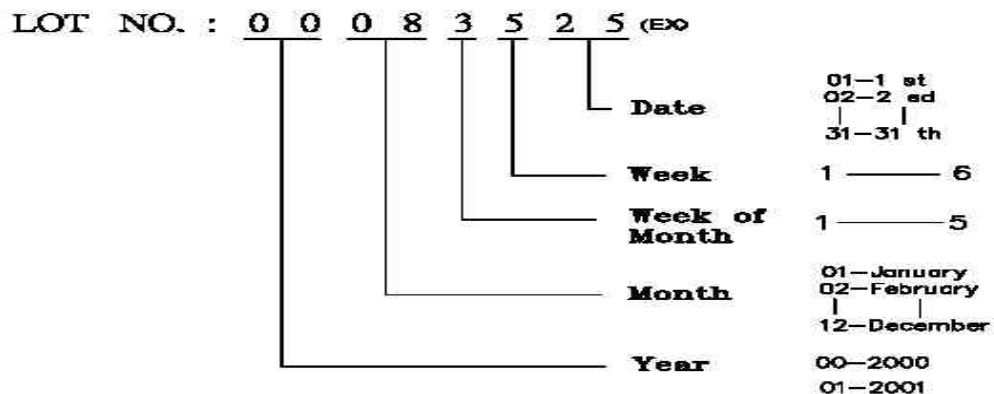 LOT NO. : 0 0 0 8 3 5 2 5 (EX)
01-1 st
Date 02-2 ed
31-31 th
Week 1 6
Week of
Month 1 5
01-January
Month 02-February
12-December
Year 00-2000
01-2001